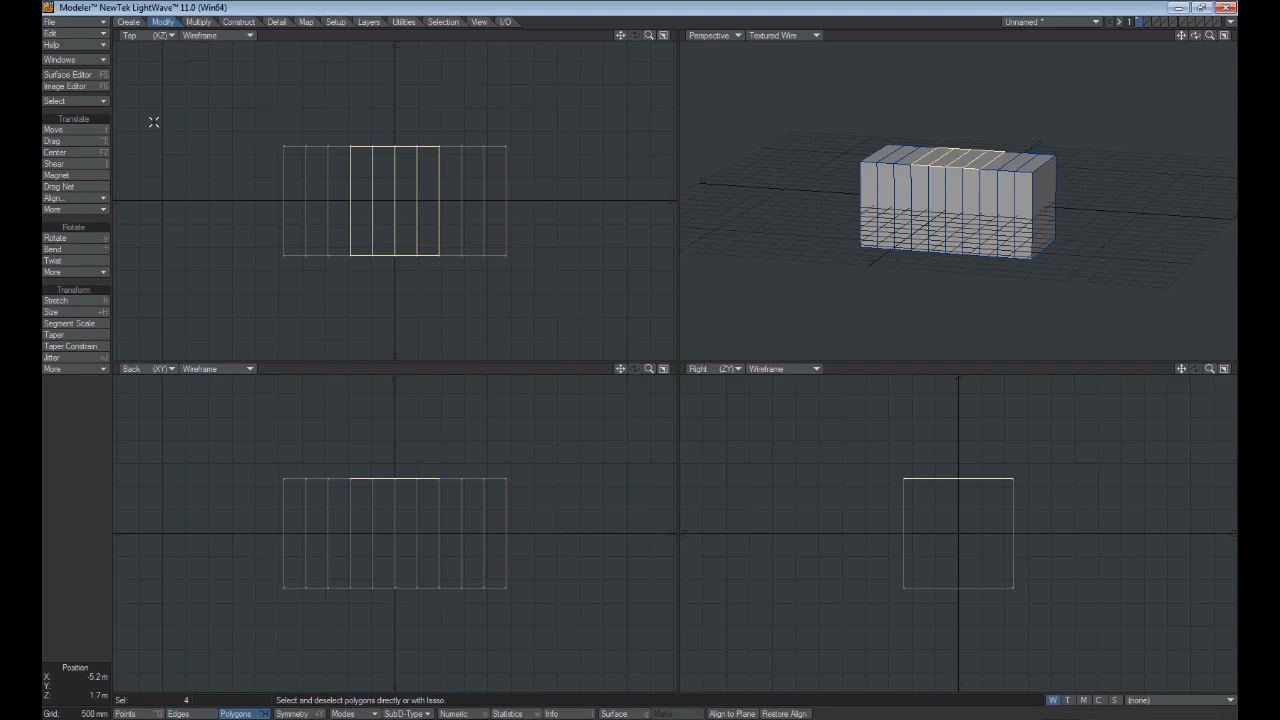 Modeler™ NewTek LightWave™ 11.0 (Win64)
File Create Modify Multiply Construct Detail Map Setup Layers Utilities Selection View I/O Unnamed * 1
Edit Top (XZ) Wireframe Perspective Textured Wire
Help
Windows
Surface Editor F5
Image Editor F6
Select
Translate
Move t
Drag ^T
Center F2
Shear [
Magnet :
Drag Net ;
Align...
More
Rotate
Rotate y
Bend ~
Twist
More
Transform
Stretch h
Size +H
Segment Scale
Taper
Taper Constrain
Jitter +J
More Back (XY) Wireframe Right (ZY) Wireframe
Position
X: -5.2 m
Y:
Z: 1.7 m
Sel: 4 Select and deselect polygons directly or with lasso. W T M C S (none)
Grid: 500 mm Points ^G Edges Polygons ^H Symmetry +Y Modes SubD-Type Numeric n Statistics w Info i Surface q Make Align to Plane Restore Align